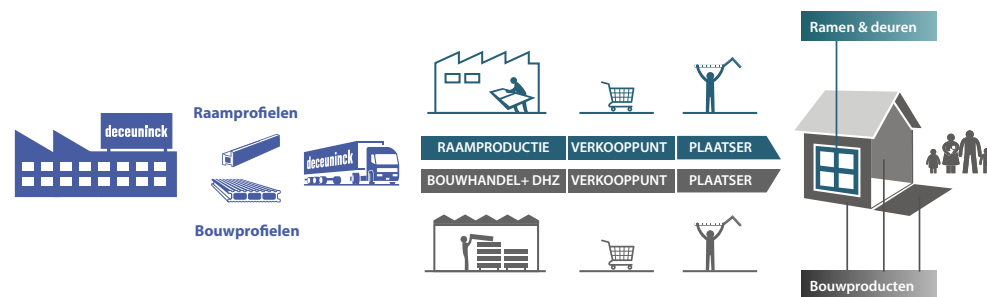 Ramen & deuren
Raamprofielen
deceuninck
deceuninck
RAAMPRODUCTIE VERKOOPPUNT PLAATSER
BOUWHANDEL+ DHZ VERKOOPPUNT PLAATSER
Bouwprofielen
Bouwproducten